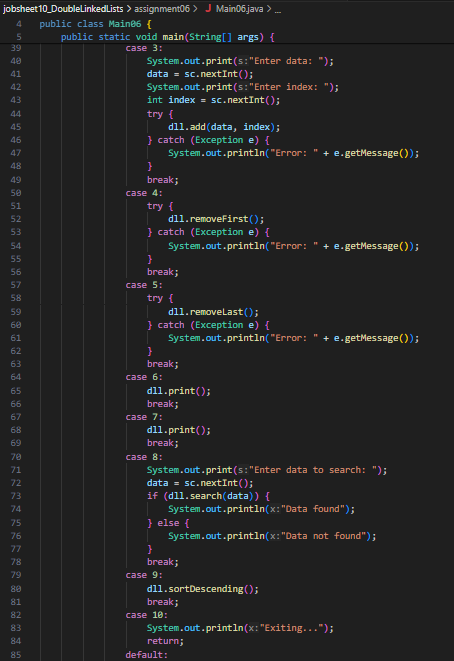 jobsheet10_DoubleLinkedLists > assignment06 > J Main06.java > ...
4 public class Main06 {
5 public static void main(String[] args) {
39 case 3:
40 System.out.print(s:"Enter data: ");
41 data = sc.nextInt();
42 System.out.print(s:"Enter index: ");
43 int index = sc.nextInt();
44 try {
45 dll.add(data, index);
46 } catch (Exception e) {
47 System.out.println("Error: " + e.getMessage());
48 }
49 break;
50 case 4:
51 try {
52 dll.removeFirst();
53 } catch (Exception e) {
54 System.out.println("Error: " + e.getMessage());
55 }
56 break;
57 case 5:
58 try {
59 dll.removeLast();
60 } catch (Exception e) {
61 System.out.println("Error: " + e.getMessage());
62 }
63 break;
64 case 6:
65 dll.print();
66 break;
67 case 7:
68 dll.print();
69 break;
70 case 8:
71 System.out.print(s:"Enter data to search: ");
72 data = sc.nextInt();
73 if (dll.search(data)) {
74 System.out.println(x:"Data found");
75 } else {
76 System.out.println(x:"Data not found");
77 }
78 break;
79 case 9:
80 dll.sortDescending();
81 break;
82 case 10:
83 System.out.println(x:"Exiting...");
84 return;
85 default: